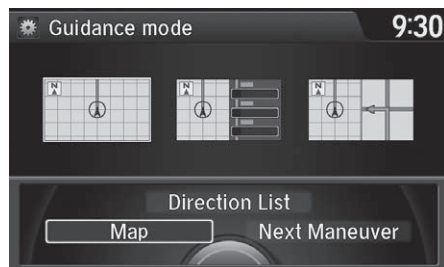 Guidance mode
9:30
N
N
N
Direction List
Map
Next Maneuver